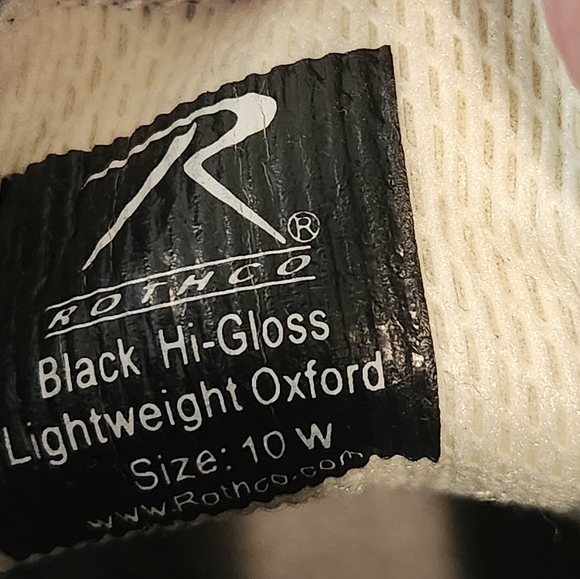 R®
ROTHCO
Black Hi-Gloss
Lightweight Oxford
Size: 10 W
www.Rothco.com